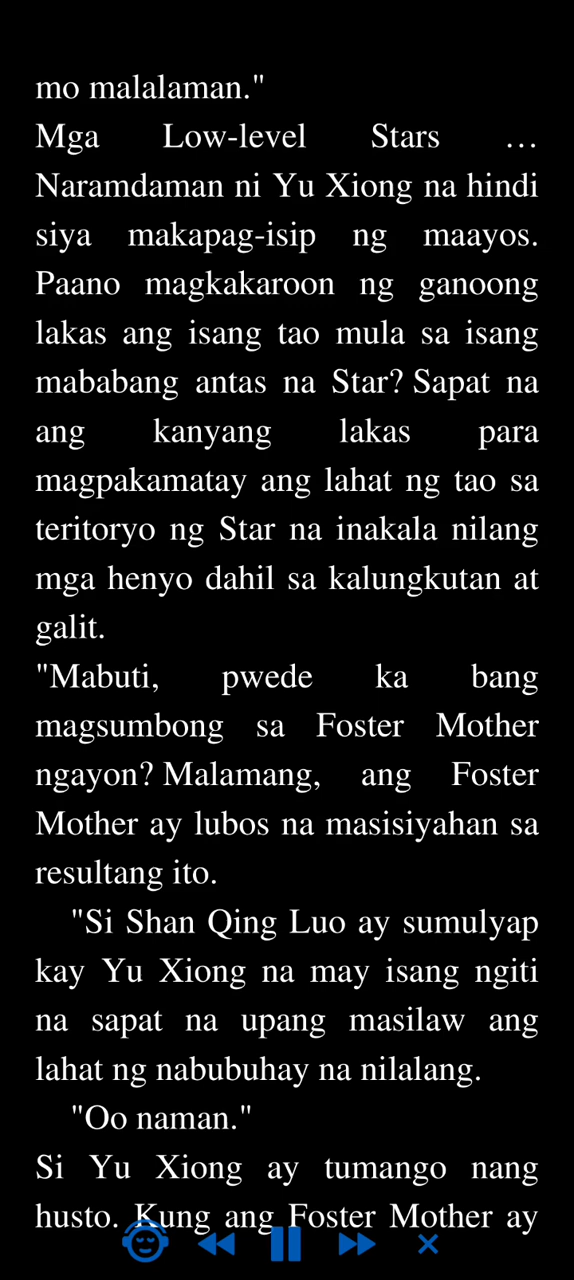 mo malalaman."
Mga Low-level Stars …
Naramdaman ni Yu Xiong na hindi
siya makapag-isip ng maayos.
Paano magkakaroon ng ganoong
lakas ang isang tao mula sa isang
mababang antas na Star? Sapat na
ang kanyang lakas para
magpakamatay ang lahat ng tao sa
teritoryo ng Star na inakala nilang
mga henyo dahil sa kalungkutan at
galit.
"Mabuti, pwede ka bang
magsumbong sa Foster Mother
ngayon? Malamang, ang Foster
Mother ay lubos na masisiyahan sa
resultang ito.
"Si Shan Qing Luo ay sumulyap
kay Yu Xiong na may isang ngiti
na sapat na upang masilaw ang
lahat ng nabubuhay na nilalang.
"Oo naman."
Si Yu Xiong ay tumango nang
husto. Kung ang Foster Mother ay